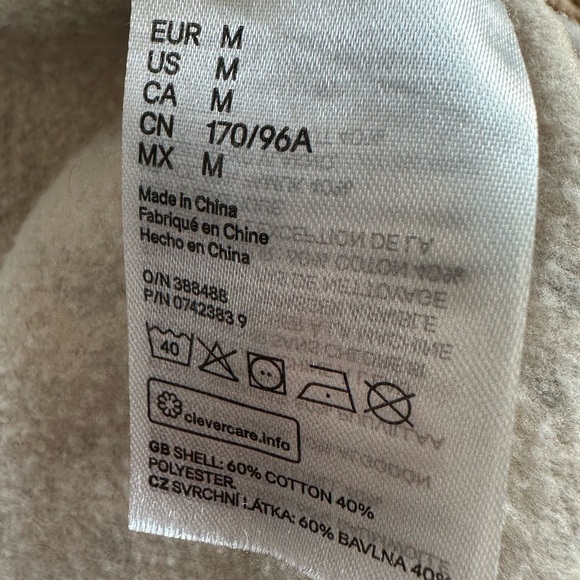 EUR M
US M
CA M
CN 170/96A
MX M
Made in China
Fabriqué en Chine
Hecho en China
O/N 388488
P/N 0742383 9
40
clevercare.info
GB SHELL: 60% COTTON 40%
POLYESTER.
CZ SVRCHNÍ LÁTKA: 60% BAVLNA 40%